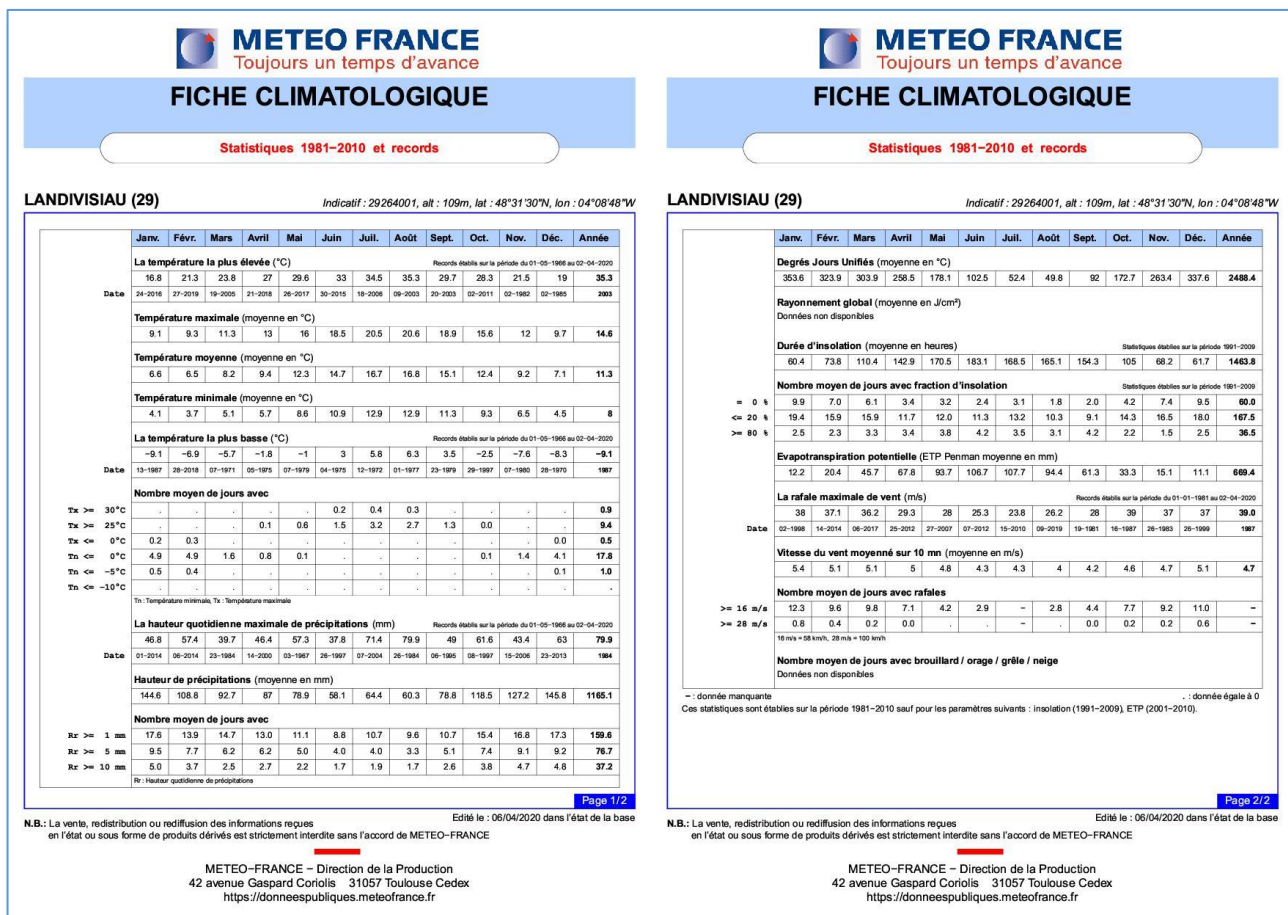 METEO FRANCE
Toujours un temps d'avance
FICHE CLIMATOLOGIQUE
Statistiques 1981−2010 et records
LANDIVISIAU (29) Indicatif : 29264001, alt : 109m, lat : 48°31'30"N, lon : 04°08'48"W
Janv. Févr. Mars Avril Mai Juin Juil. Août Sept. Oct. Nov. Déc. Année
La température la plus élevée (°C) Records établis sur la période du 01−05−1966 au 02−04−2020
16.8 21.3 23.8 27 29.6 33 34.5 35.3 29.7 28.3 21.5 19 35.3
Date 24−2016 27−2019 19−2005 21−2018 26−2017 30−2015 18−2006 09−2003 20−2003 02−2011 02−1982 02−1985 2003
Température maximale (moyenne en °C)
9.1 9.3 11.3 13 16 18.5 20.5 20.6 18.9 15.6 12 9.7 14.6
Température moyenne (moyenne en °C)
6.6 6.5 8.2 9.4 12.3 14.7 16.7 16.8 15.1 12.4 9.2 7.1 11.3
Température minimale (moyenne en °C)
4.1 3.7 5.1 5.7 8.6 10.9 12.9 12.9 11.3 9.3 6.5 4.5 8
La température la plus basse (°C) Records établis sur la période du 01−05−1966 au 02−04−2020
−9.1 −6.9 −5.7 −1.8 −1 3 5.8 6.3 3.5 −2.5 −7.6 −8.3 −9.1
Date 13−1987 28−2018 07−1971 05−1975 07−1979 04−1975 12−1972 01−1977 23−1979 29−1997 07−1980 28−1970 1987
Nombre moyen de jours avec
Tx >= 30°C . . . . . 0.2 0.4 0.3 . . . . 0.9
Tx >= 25°C . . . 0.1 0.6 1.5 3.2 2.7 1.3 0.0 . . 9.4
Tx <= 0°C 0.2 0.3 . . . . . . . . . 0.0 0.5
Tn <= 0°C 4.9 4.9 1.6 0.8 0.1 . . . . 0.1 1.4 4.1 17.8
Tn <= −5°C 0.5 0.4 . . . . . . . . . 0.1 1.0
Tn <= −10°C . . . . . . . . . . . . .
Tn : Température minimale, Tx : Température maximale
La hauteur quotidienne maximale de précipitations (mm) Records établis sur la période du 01−05−1966 au 02−04−2020
46.8 57.4 39.7 46.4 57.3 37.8 71.4 79.9 49 61.6 43.4 63 79.9
Date 01−2014 06−2014 23−1984 14−2000 03−1967 26−1997 07−2004 26−1984 06−1995 08−1997 15−2006 23−2013 1984
Hauteur de précipitations (moyenne en mm)
144.6 108.8 92.7 87 78.9 58.1 64.4 60.3 78.8 118.5 127.2 145.8 1165.1
Nombre moyen de jours avec
Rr >= 1 mm 17.6 13.9 14.7 13.0 11.1 8.8 10.7 9.6 10.7 15.4 16.8 17.3 159.6
Rr >= 5 mm 9.5 7.7 6.2 6.2 5.0 4.0 4.0 3.3 5.1 7.4 9.1 9.2 76.7
Rr >= 10 mm 5.0 3.7 2.5 2.7 2.2 1.7 1.9 1.7 2.6 3.8 4.7 4.8 37.2
Rr : Hauteur quotidienne de précipitations
Page 1/2
N.B.: La vente, redistribution ou rediffusion des informations reçues Edité le : 06/04/2020 dans l'état de la base
en l'état ou sous forme de produits dérivés est strictement interdite sans l'accord de METEO−FRANCE
METEO−FRANCE − Direction de la Production
42 avenue Gaspard Coriolis 31057 Toulouse Cedex
https://donneespubliques.meteofrance.fr
METEO FRANCE
Toujours un temps d'avance
FICHE CLIMATOLOGIQUE
Statistiques 1981−2010 et records
LANDIVISIAU (29) Indicatif : 29264001, alt : 109m, lat : 48°31'30"N, lon : 04°08'48"W
Janv. Févr. Mars Avril Mai Juin Juil. Août Sept. Oct. Nov. Déc. Année
Degrés Jours Unifiés (moyenne en °C)
353.6 323.9 303.9 258.5 178.1 102.5 52.4 49.8 92 172.7 263.4 337.6 2488.4
Rayonnement global (moyenne en J/cm²)
Données non disponibles
Durée d'insolation (moyenne en heures) Statistiques établies sur la période 1991−2009
60.4 73.8 110.4 142.9 170.5 183.1 168.5 165.1 154.3 105 68.2 61.7 1463.8
Nombre moyen de jours avec fraction d'insolation Statistiques établies sur la période 1991−2009
= 0 % 9.9 7.0 6.1 3.4 3.2 2.4 3.1 1.8 2.0 4.2 7.4 9.5 60.0
<= 20 % 19.4 15.9 15.9 11.7 12.0 11.3 13.2 10.3 9.1 14.3 16.5 18.0 167.5
>= 80 % 2.5 2.3 3.3 3.4 3.8 4.2 3.5 3.1 4.2 2.2 1.5 2.5 36.5
Evapotranspiration potentielle (ETP Penman moyenne en mm)
12.2 20.4 45.7 67.8 93.7 106.7 107.7 94.4 61.3 33.3 15.1 11.1 669.4
La rafale maximale de vent (m/s) Records établis sur la période du 01−01−1981 au 02−04−2020
38 37.1 36.2 29.3 28 25.3 23.8 26.2 28 39 37 37 39.0
Date 02−1998 14−2014 06−2017 25−2012 27−2007 07−2012 15−2010 09−2019 19−1981 16−1987 26−1983 26−1999 1987
Vitesse du vent moyenné sur 10 mn (moyenne en m/s)
5.4 5.1 5.1 5 4.8 4.3 4.3 4 4.2 4.6 4.7 5.1 4.7
Nombre moyen de jours avec rafales
>= 16 m/s 12.3 9.6 9.8 7.1 4.2 2.9 − 2.8 4.4 7.7 9.2 11.0 −
>= 28 m/s 0.8 0.4 0.2 0.0 . . − . 0.0 0.2 0.2 0.6 −
16 m/s = 58 km/h, 28 m/s = 100 km/h
Nombre moyen de jours avec brouillard / orage / grêle / neige
Données non disponibles
− : donnée manquante . : donnée égale à 0
Ces statistiques sont établies sur la période 1981−2010 sauf pour les paramètres suivants : insolation (1991−2009), ETP (2001−2010).
Page 2/2
N.B.: La vente, redistribution ou rediffusion des informations reçues Edité le : 06/04/2020 dans l'état de la base
en l'état ou sous forme de produits dérivés est strictement interdite sans l'accord de METEO−FRANCE
METEO−FRANCE − Direction de la Production
42 avenue Gaspard Coriolis 31057 Toulouse Cedex
https://donneespubliques.meteofrance.fr